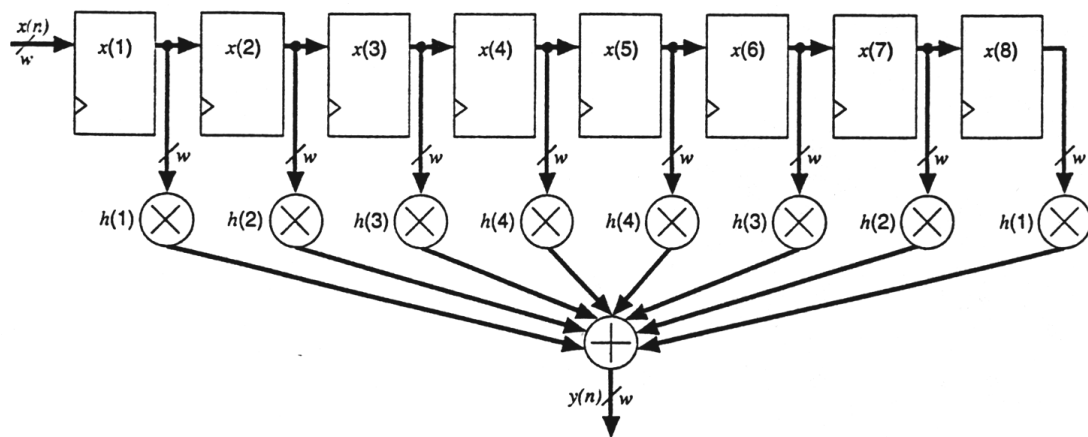 x(n)
w
x(1) x(2) x(3) x(4) x(5) x(6) x(7) x(8)
w w w w w w w w
h(1) h(2) h(3) h(4) h(4) h(3) h(2) h(1)
y(n) w